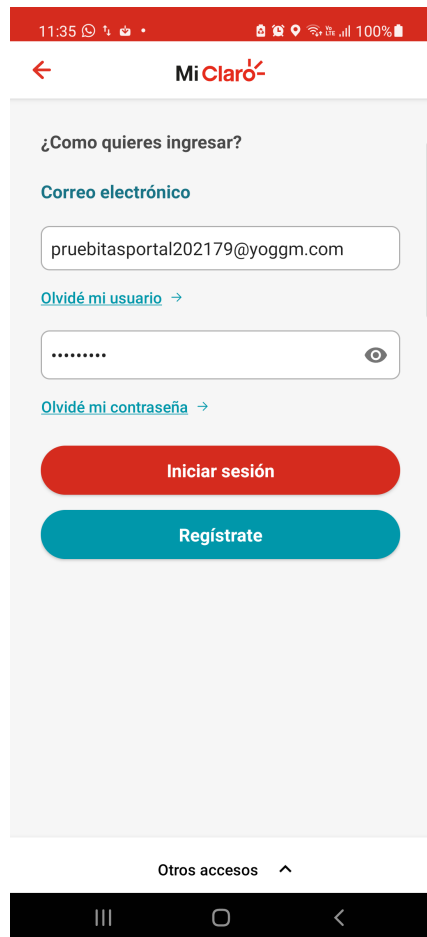 11:35 100%
Mi Claro
¿Como quieres ingresar?
Correo electrónico
pruebitasportal202179@yoggm.com
Olvidé mi usuario →
•••••••••
Olvidé mi contraseña →
Iniciar sesión
Regístrate
Otros accesos